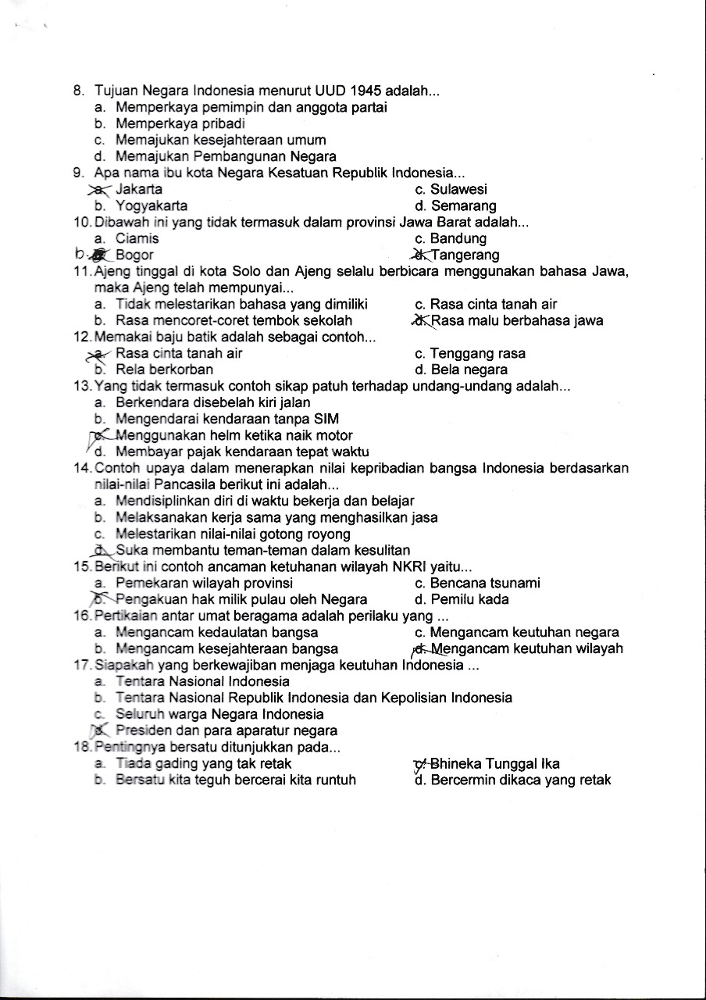 8. Tujuan Negara Indonesia menurut UUD 1945 adalah...
a. Memperkaya pemimpin dan anggota partai
b. Memperkaya pribadi
c. Memajukan kesejahteraan umum
d. Memajukan Pembangunan Negara
9. Apa nama ibu kota Negara Kesatuan Republik Indonesia...
a. Jakarta c. Sulawesi
b. Yogyakarta d. Semarang
10. Dibawah ini yang tidak termasuk dalam provinsi Jawa Barat adalah...
a. Ciamis c. Bandung
b. Bogor d. Tangerang
11. Ajeng tinggal di kota Solo dan Ajeng selalu berbicara menggunakan bahasa Jawa,
maka Ajeng telah mempunyai...
a. Tidak melestarikan bahasa yang dimiliki c. Rasa cinta tanah air
b. Rasa mencoret-coret tembok sekolah d. Rasa malu berbahasa jawa
12. Memakai baju batik adalah sebagai contoh...
a. Rasa cinta tanah air c. Tenggang rasa
b. Rela berkorban d. Bela negara
13. Yang tidak termasuk contoh sikap patuh terhadap undang-undang adalah...
a. Berkendara disebelah kiri jalan
b. Mengendarai kendaraan tanpa SIM
c. Menggunakan helm ketika naik motor
d. Membayar pajak kendaraan tepat waktu
14. Contoh upaya dalam menerapkan nilai kepribadian bangsa Indonesia berdasarkan
nilai-nilai Pancasila berikut ini adalah...
a. Mendisiplinkan diri di waktu bekerja dan belajar
b. Melaksanakan kerja sama yang menghasilkan jasa
c. Melestarikan nilai-nilai gotong royong
d. Suka membantu teman-teman dalam kesulitan
15. Berikut ini contoh ancaman ketuhanan wilayah NKRI yaitu...
a. Pemekaran wilayah provinsi c. Bencana tsunami
b. Pengakuan hak milik pulau oleh Negara d. Pemilu kada
16. Pertikaian antar umat beragama adalah perilaku yang ...
a. Mengancam kedaulatan bangsa c. Mengancam keutuhan negara
b. Mengancam kesejahteraan bangsa d. Mengancam keutuhan wilayah
17. Siapakah yang berkewajiban menjaga keutuhan Indonesia ...
a. Tentara Nasional Indonesia
b. Tentara Nasional Republik Indonesia dan Kepolisian Indonesia
c. Seluruh warga Negara Indonesia
d. Presiden dan para aparatur negara
18. Pentingnya bersatu ditunjukkan pada...
a. Tiada gading yang tak retak c. Bhineka Tunggal Ika
b. Bersatu kita teguh bercerai kita runtuh d. Bercermin dikaca yang retak